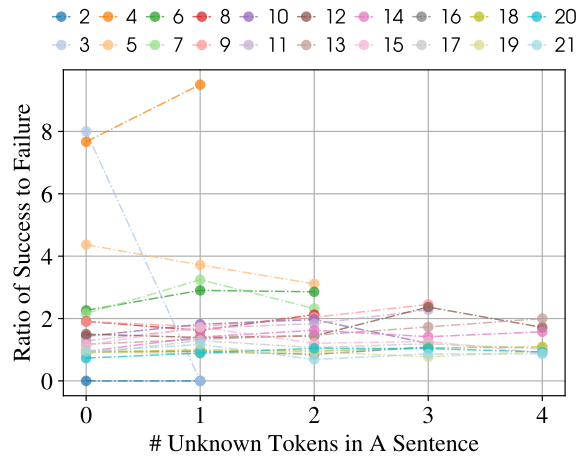 2 4 6 8 10 12 14 16 18 20
3 5 7 9 11 13 15 17 19 21
Ratio of Success to Failure
8
6
4
2
0
0 1 2 3 4
# Unknown Tokens in A Sentence